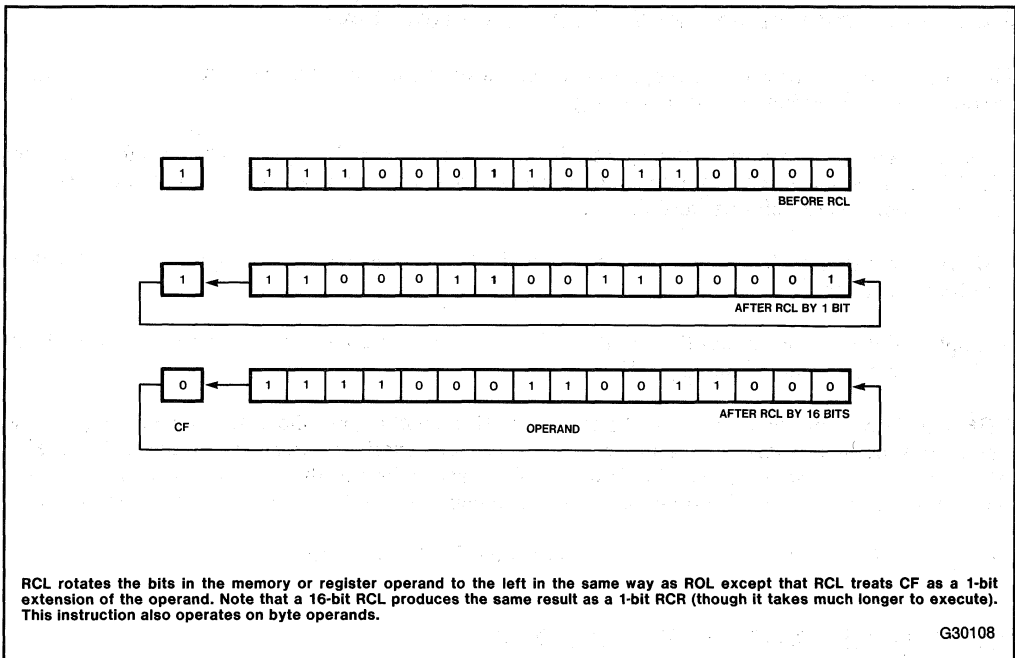 1 1 1 1 0 0 0 1 1 0 0 1 1 0 0 0 0
BEFORE RCL
1 1 1 0 0 0 1 1 0 0 1 1 0 0 0 0 1
AFTER RCL BY 1 BIT
0 1 1 1 1 0 0 0 1 1 0 0 1 1 0 0 0
AFTER RCL BY 16 BITS
CF OPERAND
RCL rotates the bits in the memory or register operand to the left in the same way as ROL except that RCL treats CF as a 1-bit
extension of the operand. Note that a 16-bit RCL produces the same result as a 1-bit RCR (though it takes much longer to execute).
This instruction also operates on byte operands.
G30108